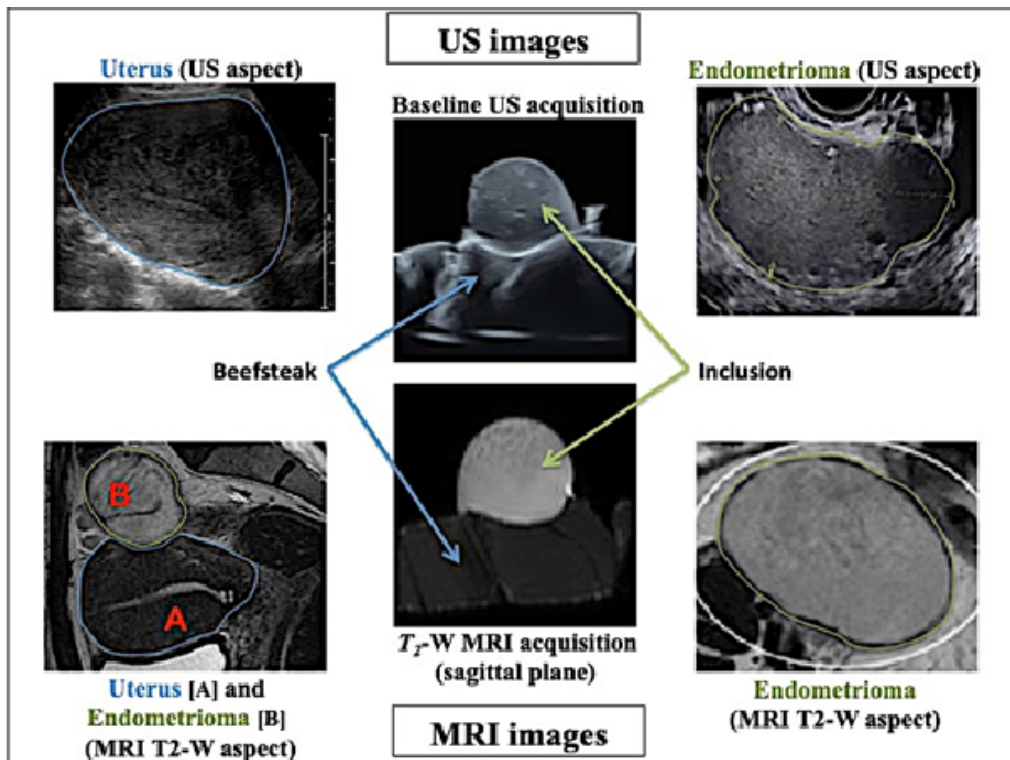 US images
Uterus (US aspect)
Baseline US acquisition
Endometrioma (US aspect)
Beefsteak
Inclusion
B
A
T2-W MRI acquisition
(sagittal plane)
Uterus [A] and
Endometrioma [B]
(MRI T2-W aspect)
Endometrioma
(MRI T2-W aspect)
MRI images